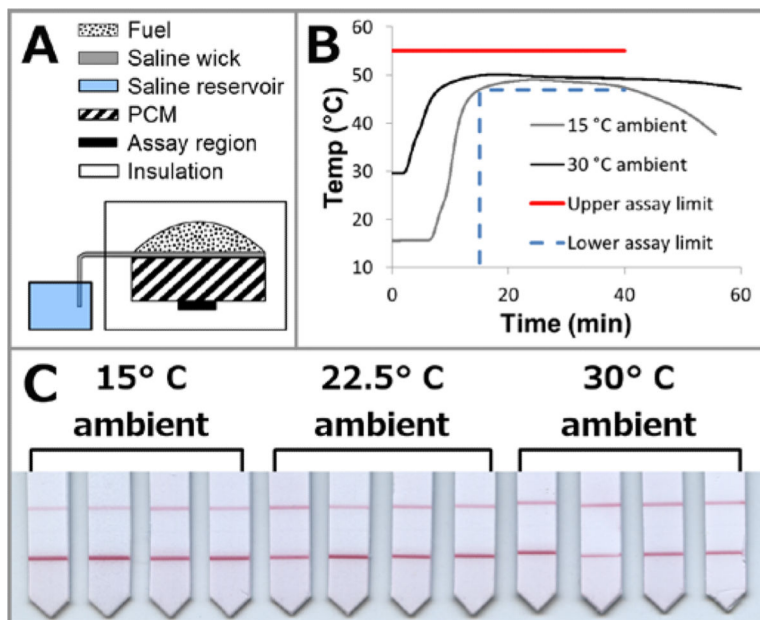 A
Fuel
Saline wick
Saline reservoir
PCM
Assay region
Insulation
B
Temp (°C)
60
50
40
30
20
10
15 °C ambient
30 °C ambient
Upper assay limit
Lower assay limit
0
20
40
60
Time (min)
C
15° C
ambient
22.5° C
ambient
30° C
ambient